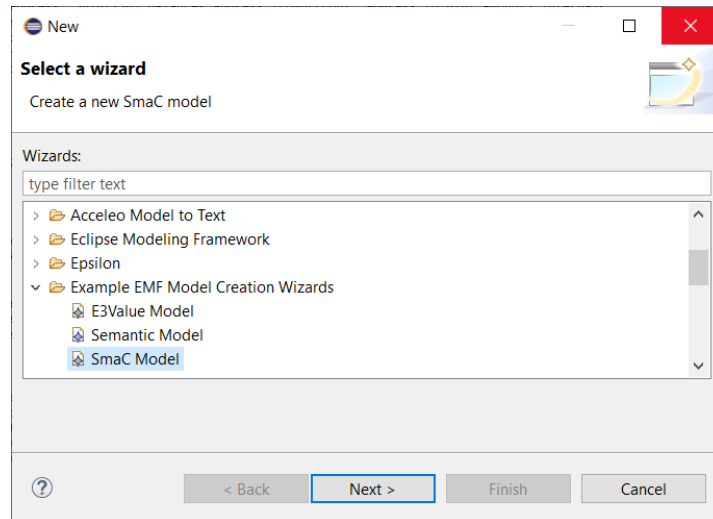 New
Select a wizard
Create a new SmaC model
Wizards:
type filter text
Acceleo Model to Text
Eclipse Modeling Framework
Epsilon
Example EMF Model Creation Wizards
E3Value Model
Semantic Model
SmaC Model
?
< Back Next > Finish Cancel